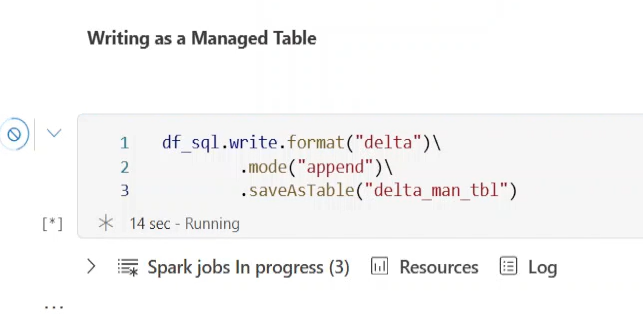 Writing as a Managed Table
1 df_sql.write.format("delta")\
2 .mode("append")\
3 .saveAsTable("delta_man_tbl")
[*] 14 sec - Running
Spark jobs In progress (3) Resources Log
...